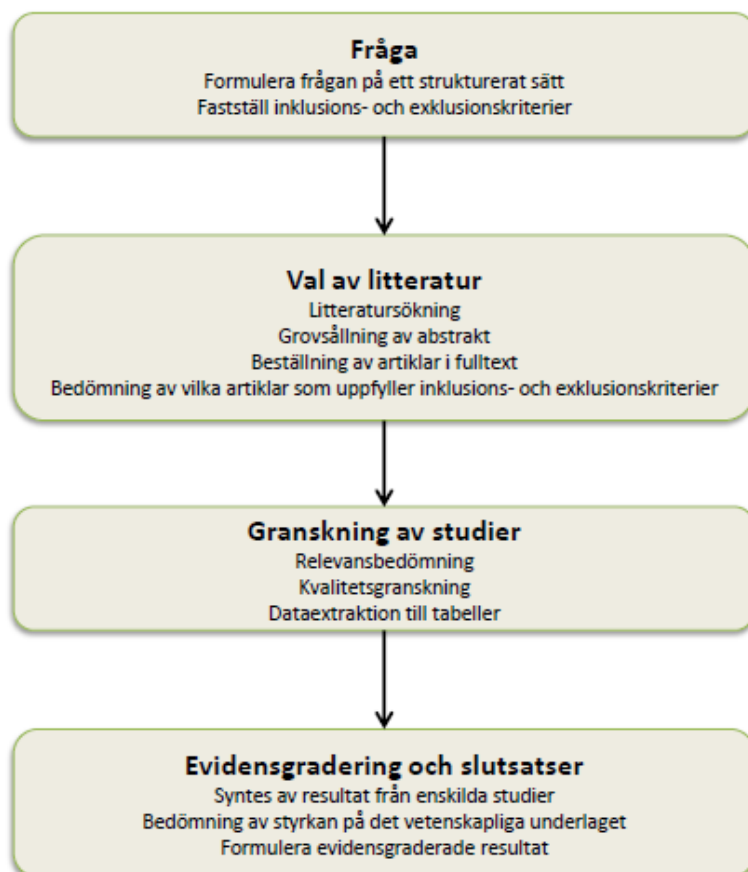 Fråga
Formulera frågan på ett strukturerat sätt
Fastställ inklusions- och exklusionskriterier
Val av litteratur
Litteratursökning
Grovsållning av abstrakt
Beställning av artiklar i fulltext
Bedömning av vilka artiklar som uppfyller inklusions- och exklusionskriterier
Granskning av studier
Relevansbedömning
Kvalitetsgranskning
Dataextraktion till tabeller
Evidensgradering och slutsatser
Syntes av resultat från enskilda studier
Bedömning av styrkan på det vetenskapliga underlaget
Formulera evidensgraderade resultat